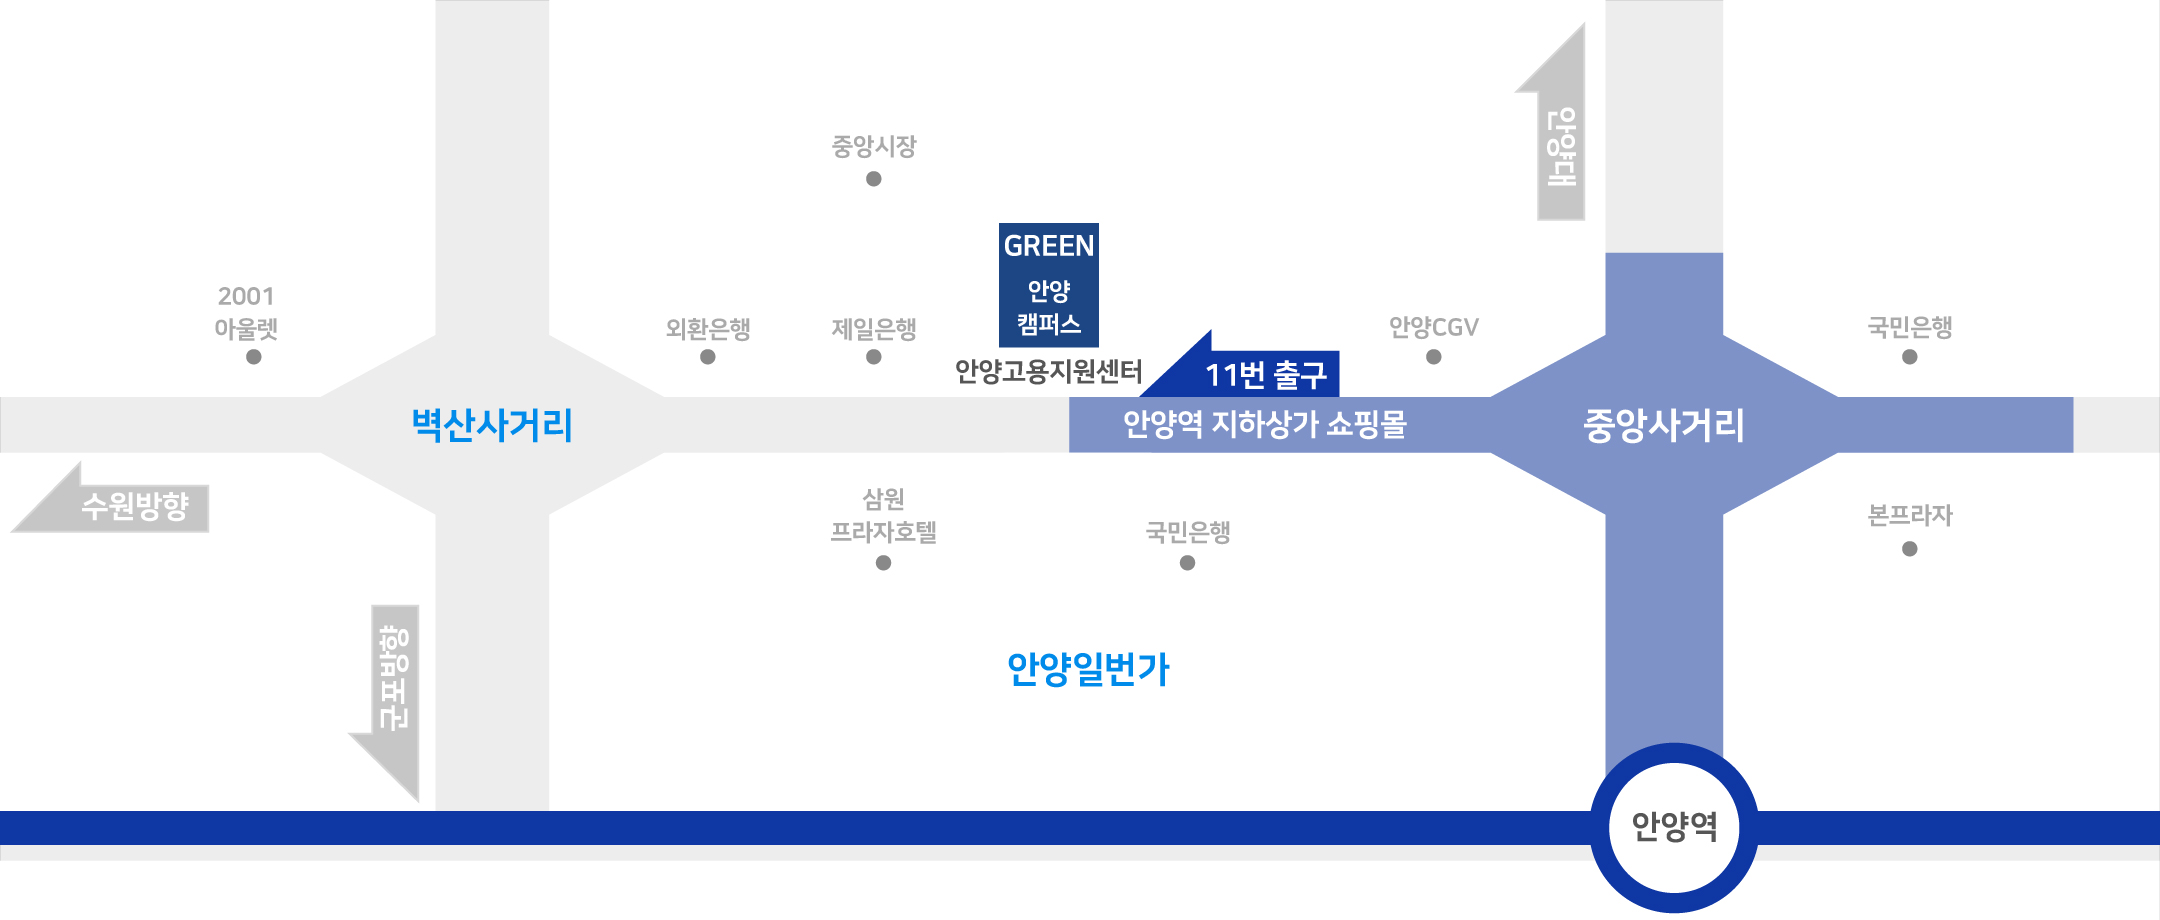 안양대
중앙시장
GREEN
안양
캠퍼스
2001
아울렛
외환은행
제일은행
안양CGV
국민은행
안양고용지원센터
11번 출구
벽산사거리
안양역 지하상가 쇼핑몰
중앙사거리
수원방향
삼원
프라자호텔
국민은행
본프라자
군포방향
안양일번가
안양역